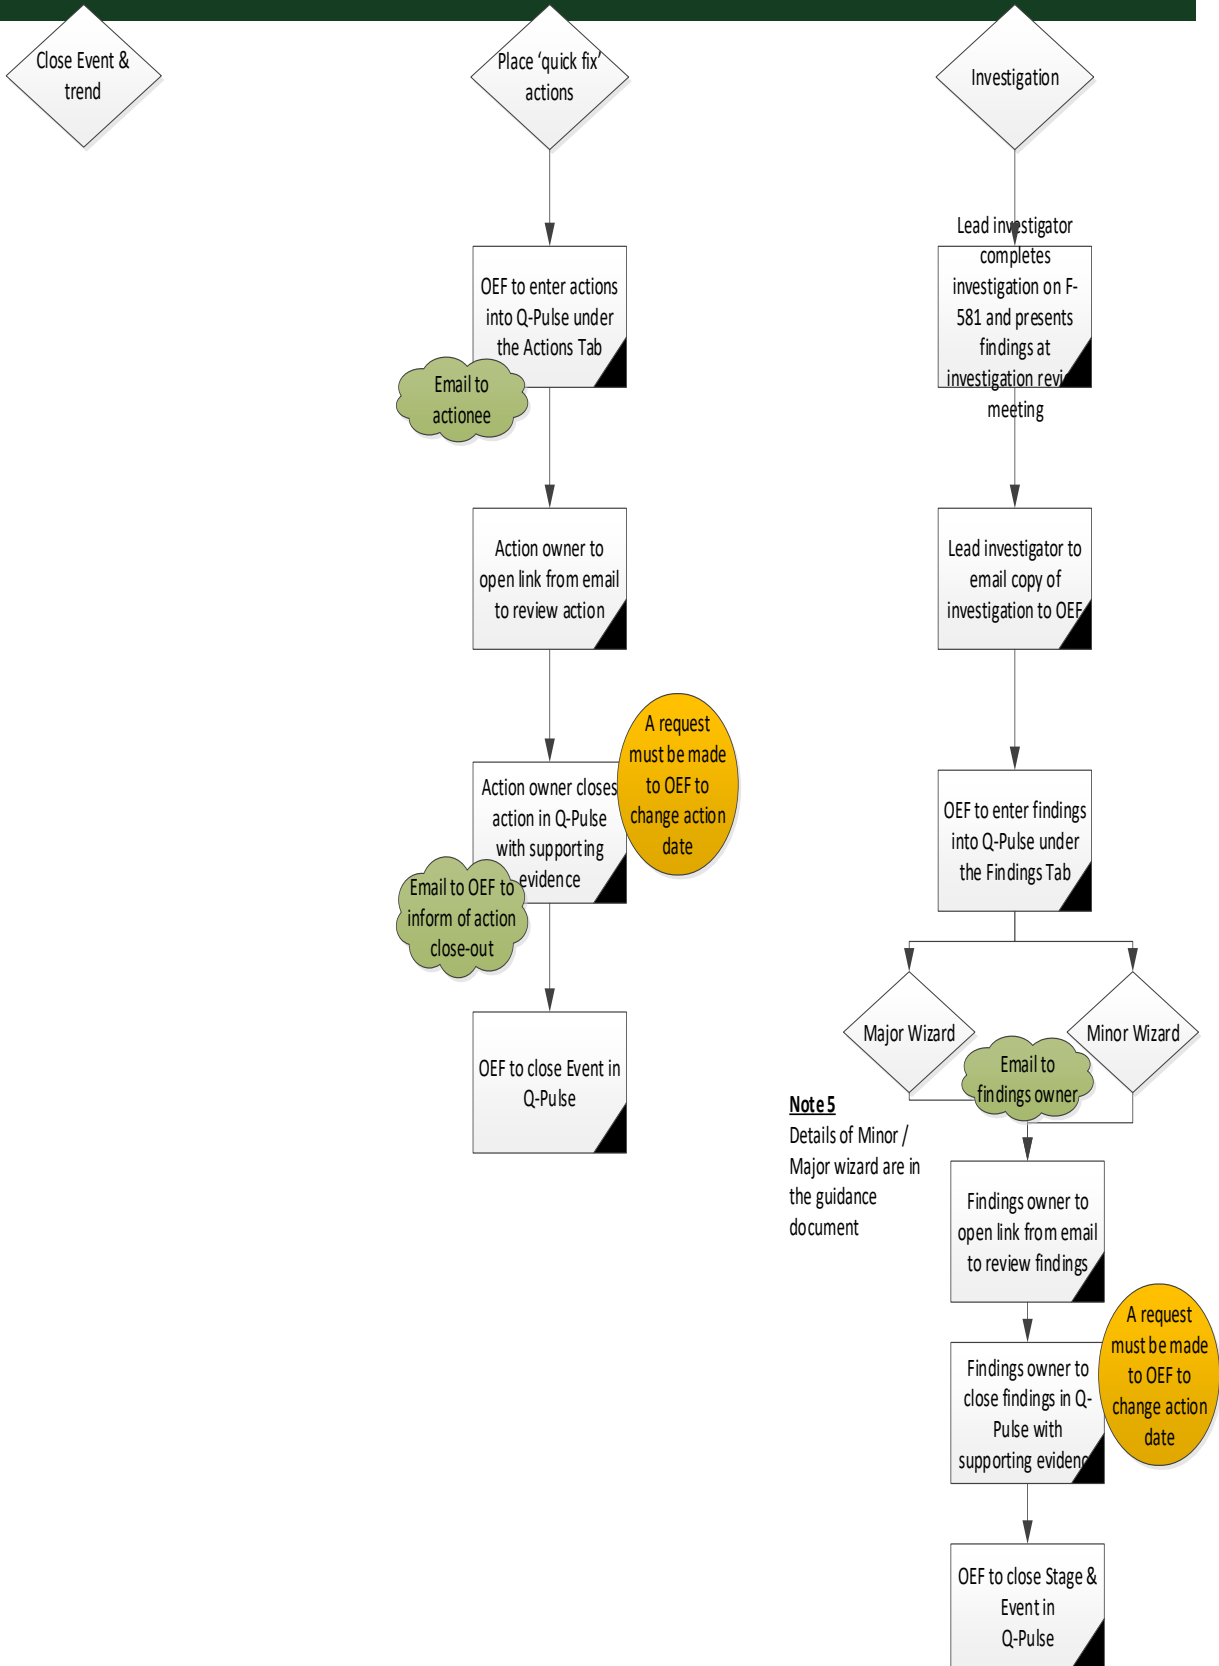 Close Event &
trend
Place ‘quick fix’
actions
Investigation
OEF to enter actions
into Q-Pulse under
the Actions Tab
Email to
actionee
Action owner to
open link from email
to review action
Action owner closes
action in Q-Pulse
with supporting
evidence
A request
must be made
to OEF to
change action
date
Email to OEF to
inform of action
close-out
OEF to close Event in
Q-Pulse
Lead investigator
completes
investigation on F-
581 and presents
findings at
investigation review
meeting
Lead investigator to
email copy of
investigation to OEF
OEF to enter findings
into Q-Pulse under
the Findings Tab
Major Wizard
Minor Wizard
Email to
findings owner
Note 5
Details of Minor /
Major wizard are in
the guidance
document
Findings owner to
open link from email
to review findings
Findings owner to
close findings in Q-
Pulse with
supporting evidence
A request
must be made
to OEF to
change action
date
OEF to close Stage &
Event in
Q-Pulse